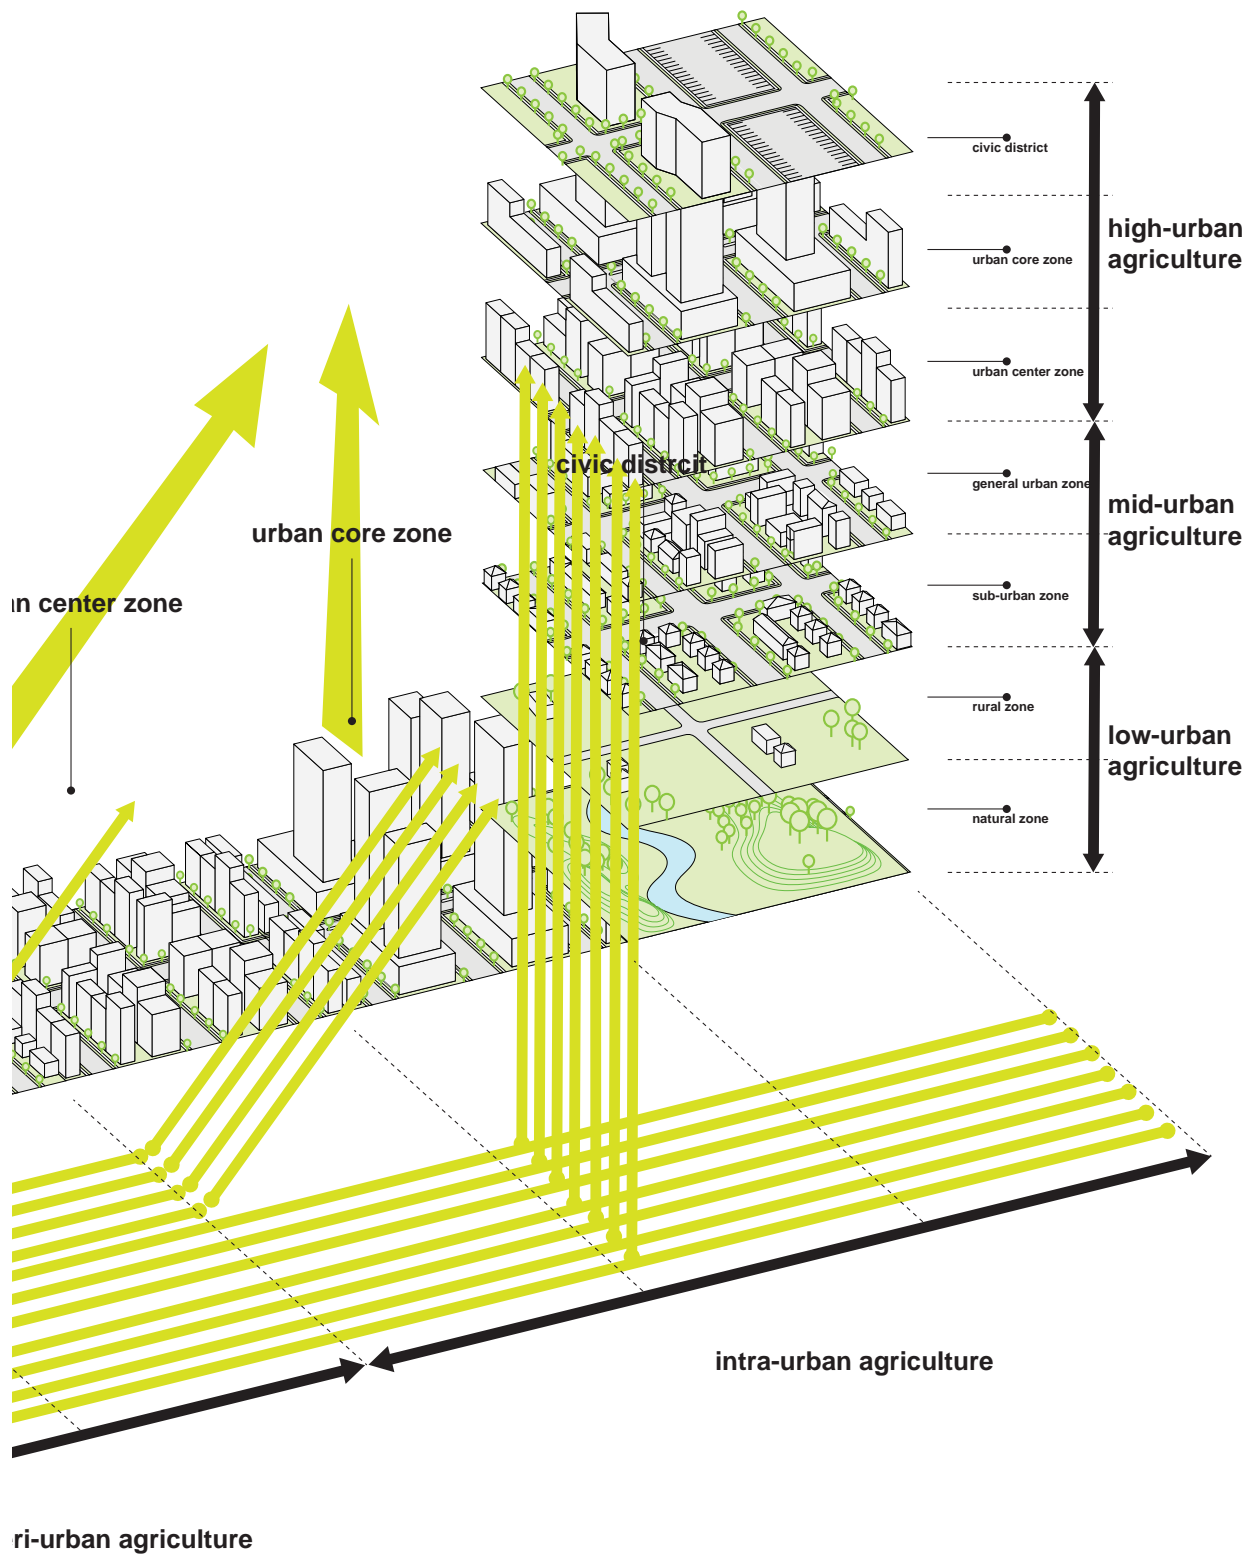 civic district
high-urban
agriculture
urban core zone
urban center zone
civic distrcit
general urban zone
mid-urban
agriculture
urban core zone
sub-urban zone
an center zone
rural zone
low-urban
agriculture
natural zone
intra-urban agriculture
eri-urban agriculture